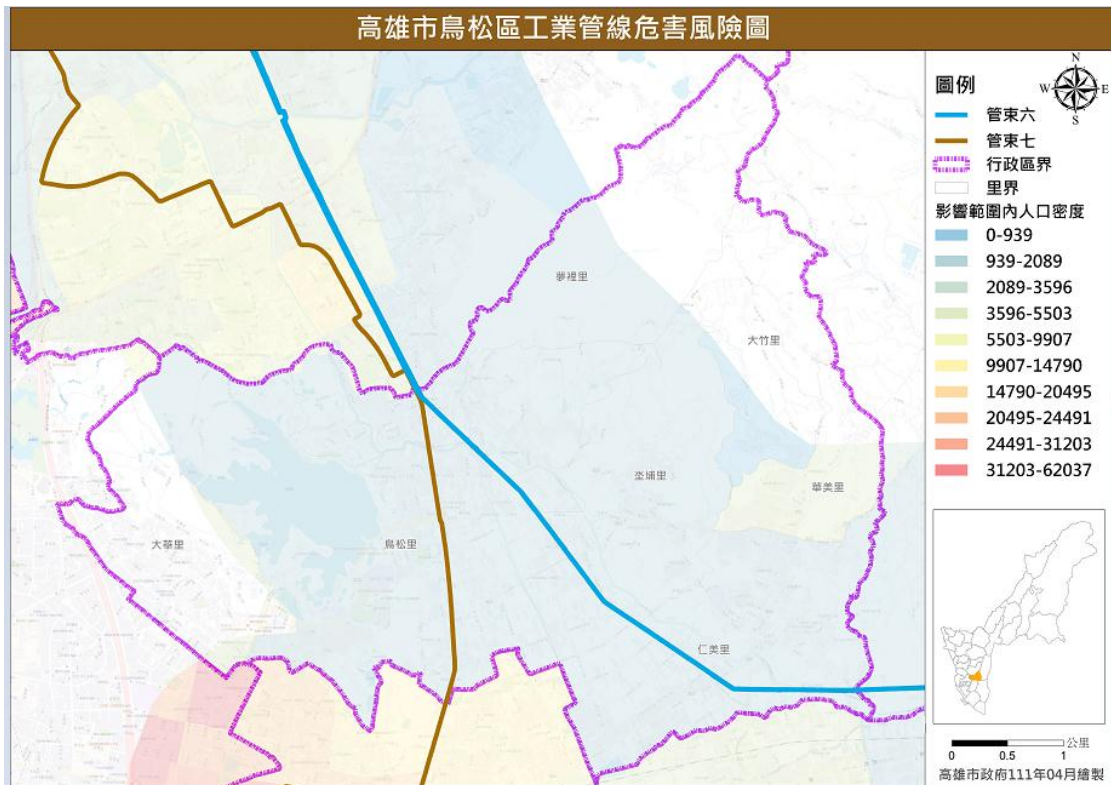 高雄市鳥松區工業管線危害風險圖
圖例
N
W
E
S
管束六
管束七
行政區界
里界
影響範圍內人口密度
0-939
939-2089
2089-3596
3596-5503
5503-9907
9907-14790
14790-20495
20495-24491
24491-31203
31203-62037
夢裡里
大竹里
坔埔里
華美里
大華里
鳥松里
仁美里
公里
0 0.5 1
高雄市政府111年04月繪製